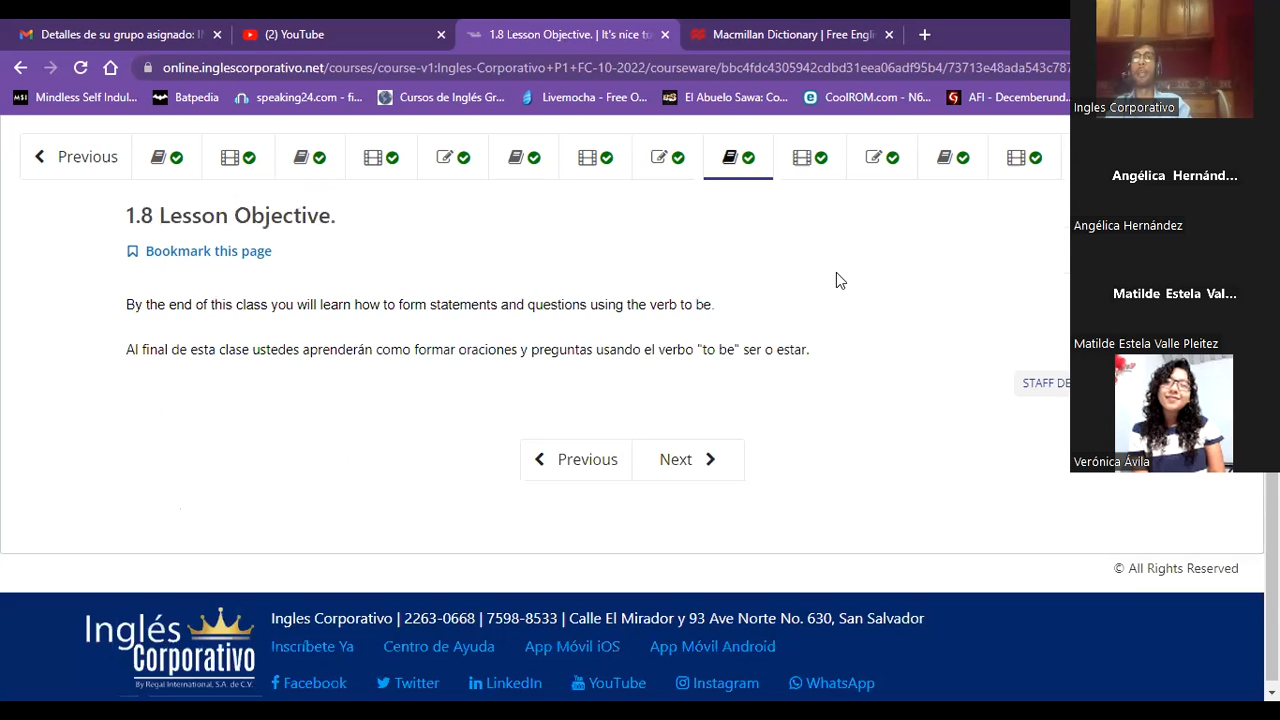 Detalles de su grupo asignado: I
(2) YouTube
1.8 Lesson Objective. | It's nice to
Macmillan Dictionary | Free Engli
online.inglescorporativo.net/courses/course-v1:Ingles-Corporativo+P1+FC-10-2022/courseware/bbc4fdc4305942cdbd31eea06adf95b4/73713e48ada543c787
Mindless Self Indul...
Batpedia
speaking24.com - fi...
Cursos de Inglés Gr...
Livemocha - Free O...
El Abuelo Sawa: Co...
CoolROM.com - N6...
AFI - Decemberund...
Ingles Corporativo
Previous
Angélica Hernánd...
Angélica Hernández
1.8 Lesson Objective.
Bookmark this page
Matilde Estela Val...
By the end of this class you will learn how to form statements and questions using the verb to be.
Matilde Estela Valle Pleitez
Al final de esta clase ustedes aprenderán como formar oraciones y preguntas usando el verbo "to be" ser o estar.
STAFF DE
Previous
Next
Verónica Ávila
© All Rights Reserved
Inglés
Corporativo
By Regal International, S.A. de C.V.
Ingles Corporativo | 2263-0668 | 7598-8533 | Calle El Mirador y 93 Ave Norte No. 630, San Salvador
Inscríbete Ya
Centro de Ayuda
App Móvil iOS
App Móvil Android
Facebook
Twitter
LinkedIn
YouTube
Instagram
WhatsApp